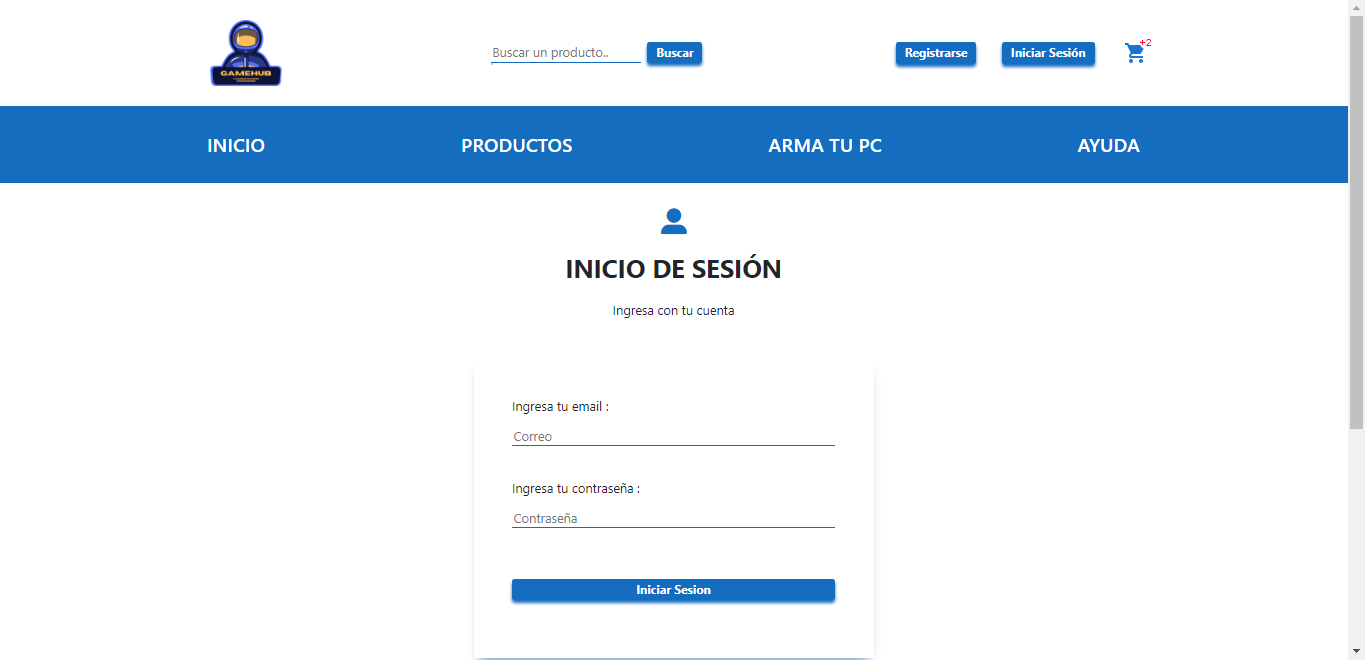 GAMEHUB
Buscar un producto..
Buscar
Registrarse
Iniciar Sesión
+2
INICIO
PRODUCTOS
ARMA TU PC
AYUDA
INICIO DE SESIÓN
Ingresa con tu cuenta
Ingresa tu email :
Correo
Ingresa tu contraseña :
Contraseña
Iniciar Sesion